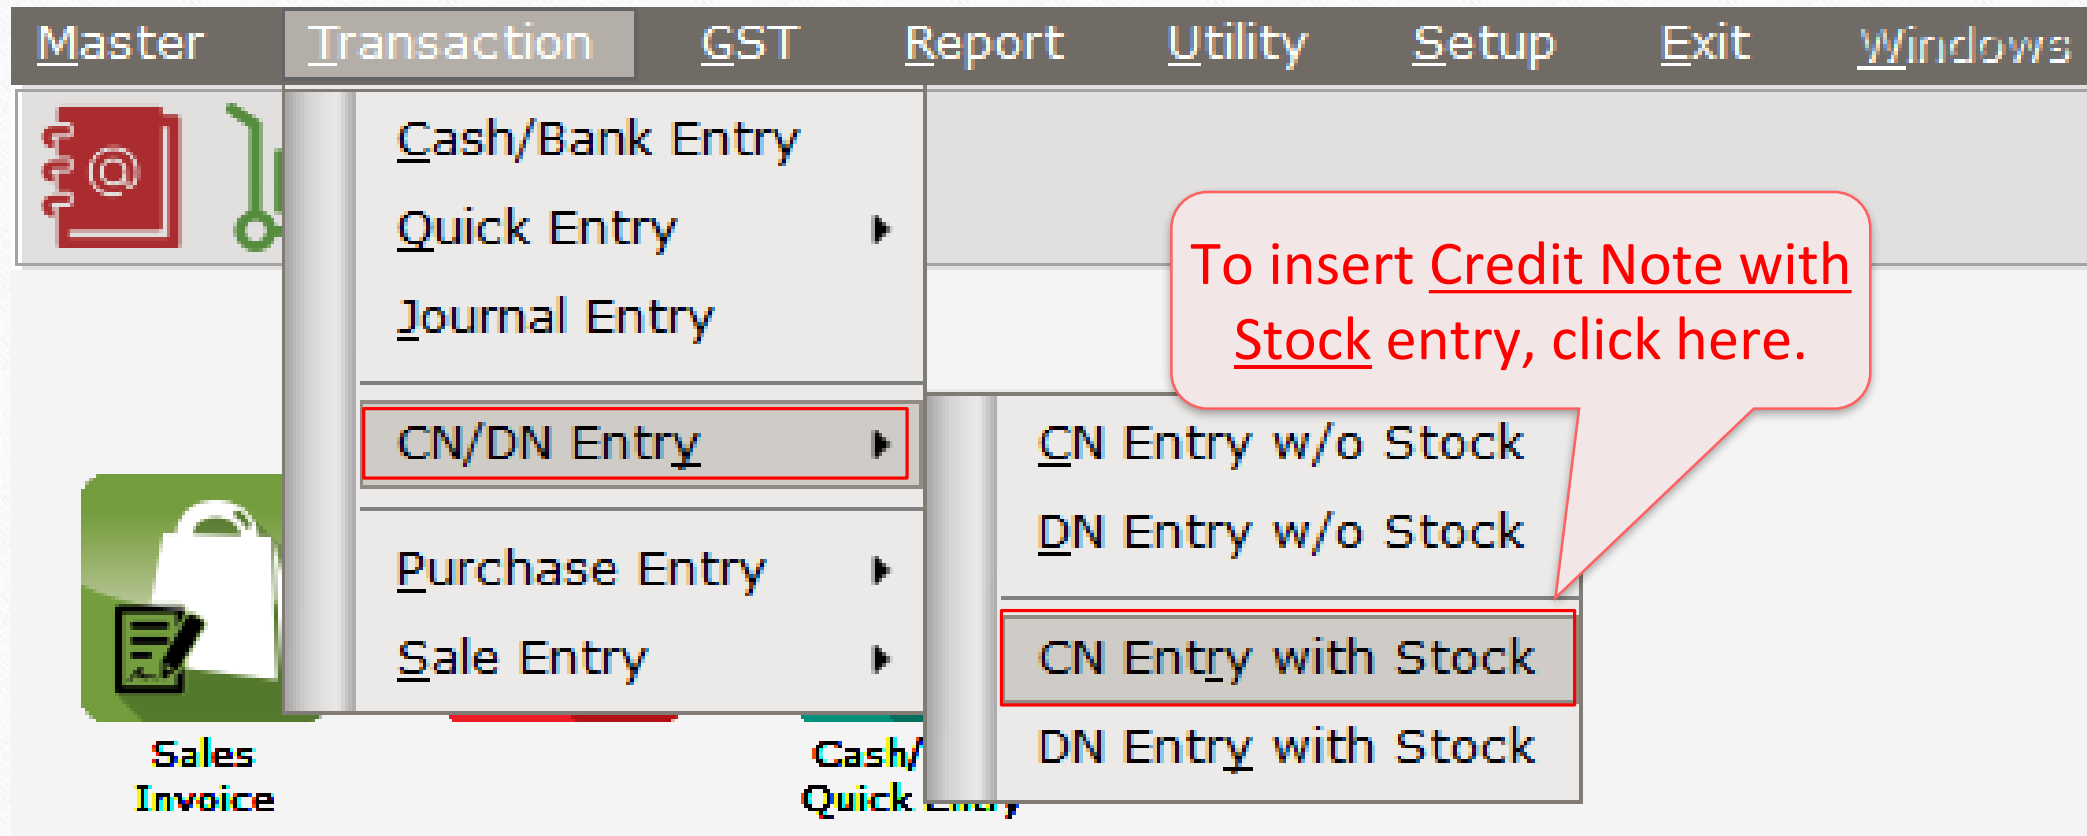 Master Transaction GST Report Utility Setup Exit Windows
Cash/Bank Entry
Quick Entry
Journal Entry
CN/DN Entry
Purchase Entry
Sale Entry
To insert Credit Note with
Stock entry, click here.
CN Entry w/o Stock
DN Entry w/o Stock
CN Entry with Stock
DN Entry with Stock
@
Sales
Invoice
Cash/
Quick